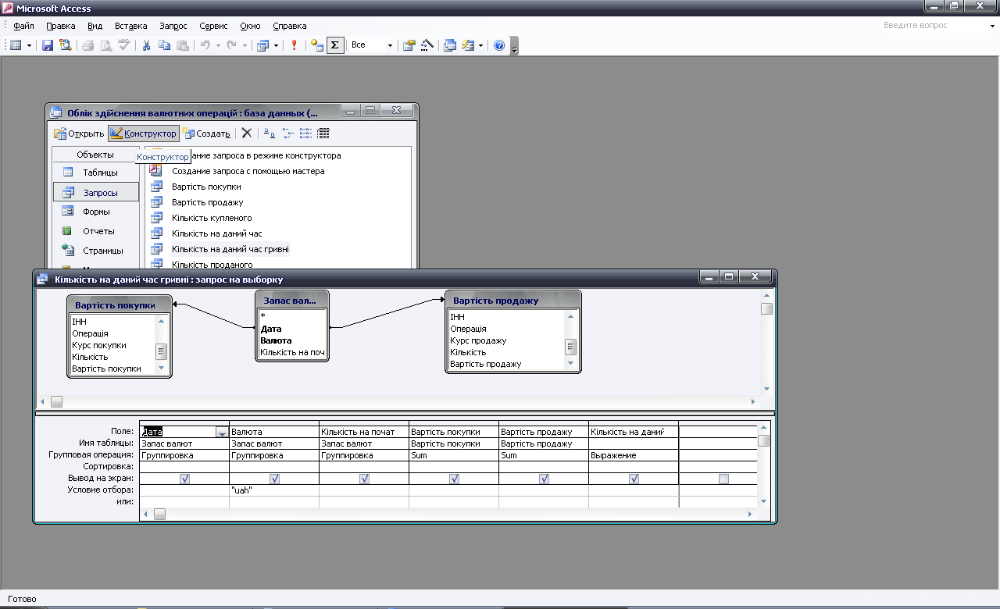 Microsoft Access
Файл Правка Вид Вставка Запрос Сервис Окно Справка Введите вопрос
Все
Облік здійснення валютних операцій : база данных (...
Открыть Конструктор Создать
Объекты
Конструктор
ание запроса в режиме конструктора
Таблицы
Создание запроса с помощью мастера
Запросы
Вартість покупки
Вартість продажу
Формы
Кількість купленого
Отчеты
Кількість на даний час
Страницы
Кількість на даний час гривні
Кількість проданого
Кількість на даний час гривні : запрос на выборку
Вартість покупки
ІНН
Операція
Курс покупки
Кількість
Вартість покупки
Запас вал...
*
Дата
Валюта
Кількість на поч
Вартість продажу
ІНН
Операція
Курс продажу
Кількість
Вартість продажу
Поле: Дата Валюта Кількість на почат Вартість покупки Вартість продажу Кількість на даний
Имя таблицы: Запас валют Запас валют Запас валют Вартість покупки Вартість продажу
Групповая операция: Группировка Группировка Группировка Sum Sum Выражение
Сортировка:
Вывод на экран:
Условие отбора: "uah"
или:
Готово